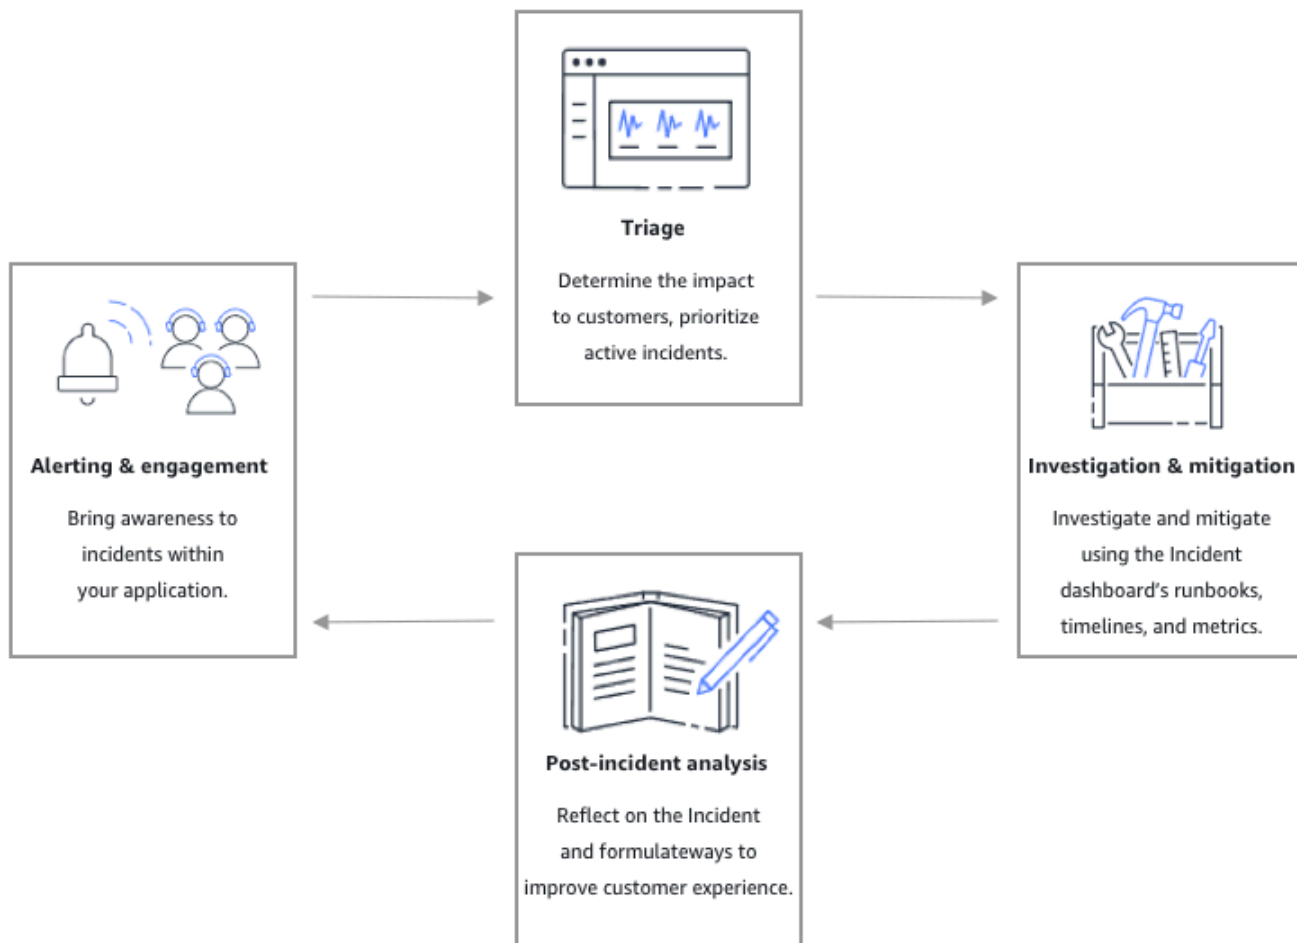 Triage
Determine the impact
to customers, prioritize
active incidents.
Alerting & engagement
Bring awareness to
incidents within
your application.
Investigation & mitigation
Investigate and mitigate
using the Incident
dashboard's runbooks,
timelines, and metrics.
Post-incident analysis
Reflect on the Incident
and formulateways to
improve customer experience.